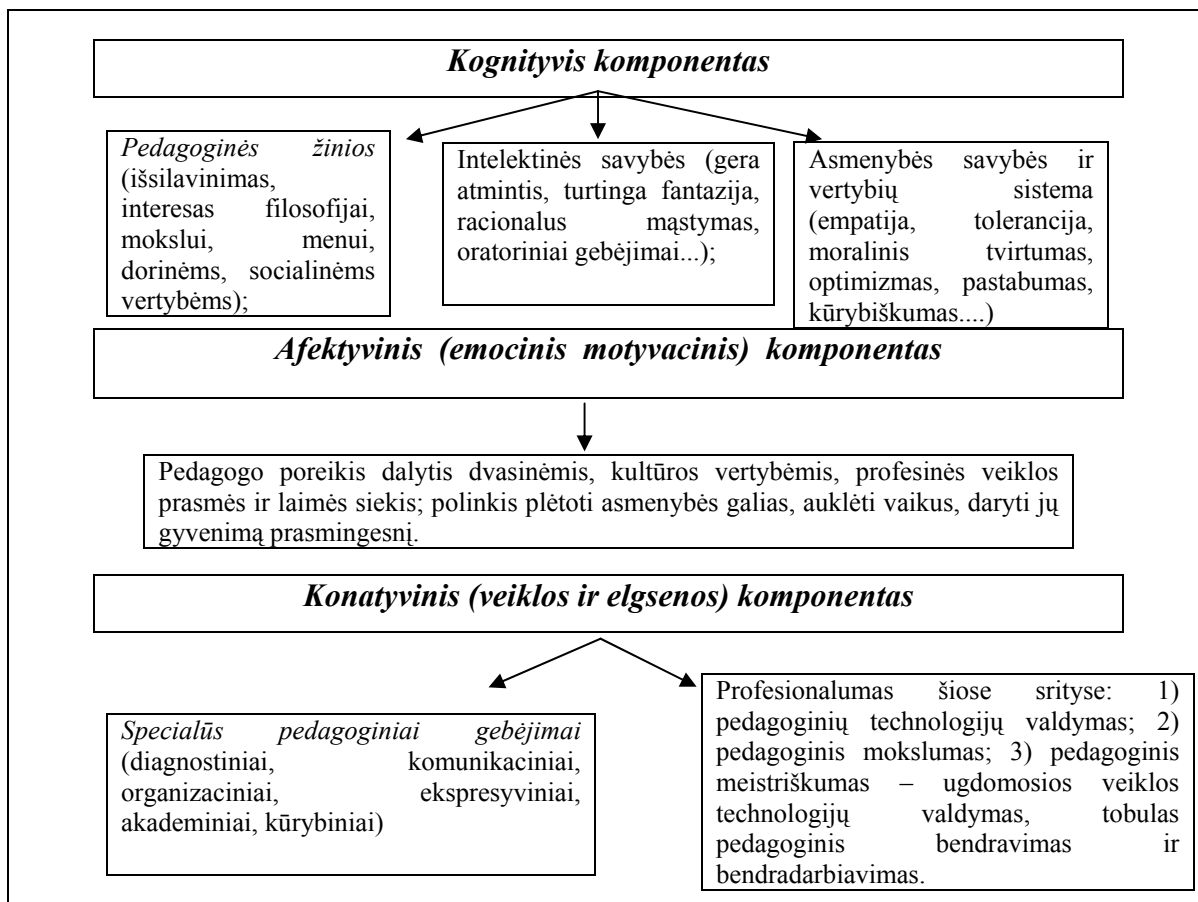 Kognityvis komponentas
Pedagoginės žinios
(išsilavinimas,
interesas filosofijai,
mokslui, menui,
dorinėms, socialinėms
vertybėms);
Intelektinės savybės (gera
atmintis, turtinga fantazija,
racionalus mąstymas,
oratoriniai gebėjimai...);
Asmenybės savybės ir
vertybių sistema
(empatija, tolerancija,
moralinis tvirtumas,
optimizmas, pastabumas,
kūrybiškumas....)
Afektyvinis (emocinis motyvacinis) komponentas
Pedagogo poreikis dalytis dvasinėmis, kultūros vertybėmis, profesinės veiklos
prasmės ir laimės siekis; polinkis plėtoti asmenybės galias, auklėti vaikus, daryti jų
gyvenimą prasmingesnį.
Konatyvinis (veiklos ir elgsenos) komponentas
Specialūs pedagoginiai gebėjimai
(diagnostiniai, komunikaciniai,
organizaciniai, ekspresyviniai,
akademiniai, kūrybiniai)
Profesionalumas šiose srityse: 1)
pedagoginių technologijų valdymas; 2)
pedagoginis mokslumas; 3) pedagoginis
meistriškumas – ugdomosios veiklos
technologijų valdymas, tobulas
pedagoginis bendravimas ir
bendradarbiavimas.